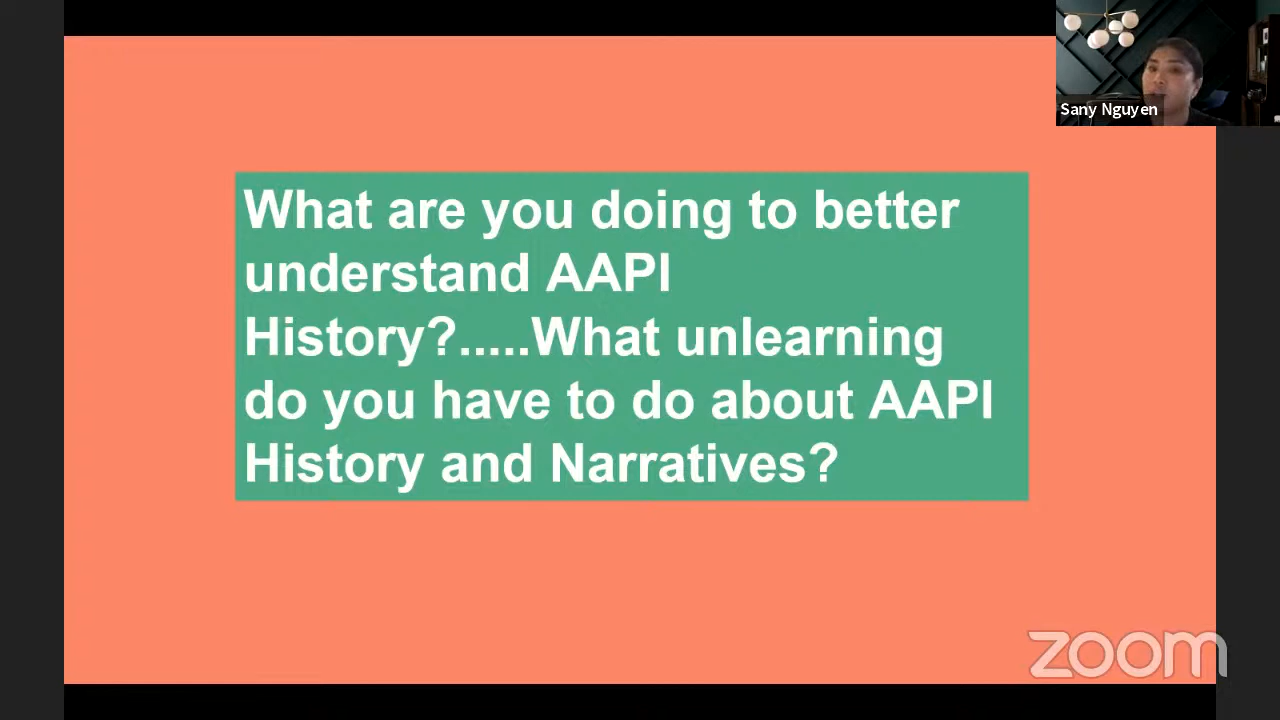 Sany Nguyen
What are you doing to better
understand AAPI
History?.....What unlearning
do you have to do about AAPI
History and Narratives?
zoom